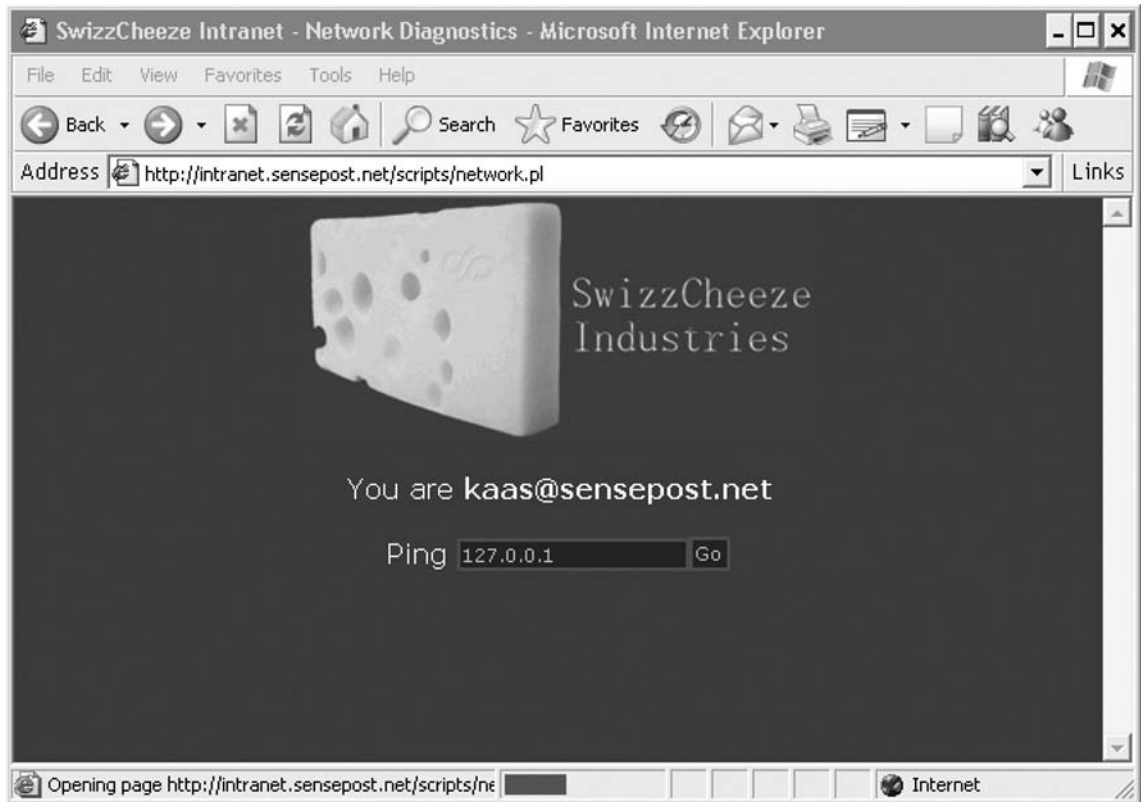 SwizzCheeze Intranet - Network Diagnostics - Microsoft Internet Explorer
File Edit View Favorites Tools Help
Back Search Favorites
Address http://intranet.sensepost.net/scripts/network.pl Links
SwizzCheeze
Industries
You are kaas@sensepost.net
Ping 127.0.0.1 Go
Opening page http://intranet.sensepost.net/scripts/ne Internet